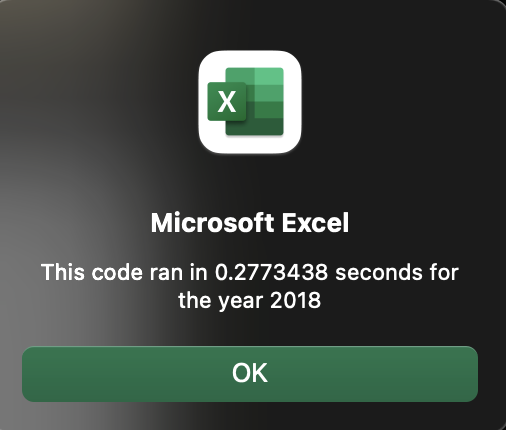 X
Microsoft Excel
This code ran in 0.2773438 seconds for
the year 2018
OK